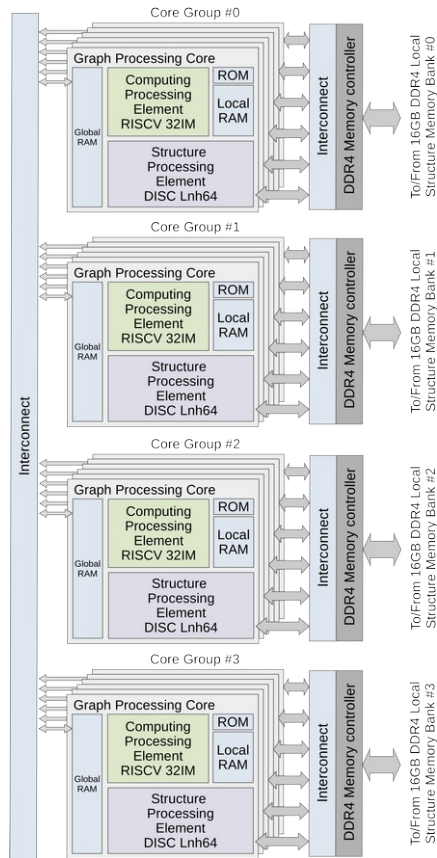 Core Group #0
Graph Processing Core
Global
RAM
Computing
Processing
Element
RISCV 32IM
ROM
Local
RAM
Structure
Processing
Element
DISC Lnh64
Interconnect
DDR4 Memory controller
To/From 16GB DDR4 Local
Structure Memory Bank #0
Core Group #1
Graph Processing Core
Global
RAM
Computing
Processing
Element
RISCV 32IM
ROM
Local
RAM
Structure
Processing
Element
DISC Lnh64
Interconnect
DDR4 Memory controller
To/From 16GB DDR4 Local
Structure Memory Bank #1
Interconnect
Core Group #2
Graph Processing Core
Global
RAM
Computing
Processing
Element
RISCV 32IM
ROM
Local
RAM
Structure
Processing
Element
DISC Lnh64
Interconnect
DDR4 Memory controller
To/From 16GB DDR4 Local
Structure Memory Bank #2
Core Group #3
Graph Processing Core
Global
RAM
Computing
Processing
Element
RISCV 32IM
ROM
Local
RAM
Structure
Processing
Element
DISC Lnh64
Interconnect
DDR4 Memory controller
To/From 16GB DDR4 Local
Structure Memory Bank #3